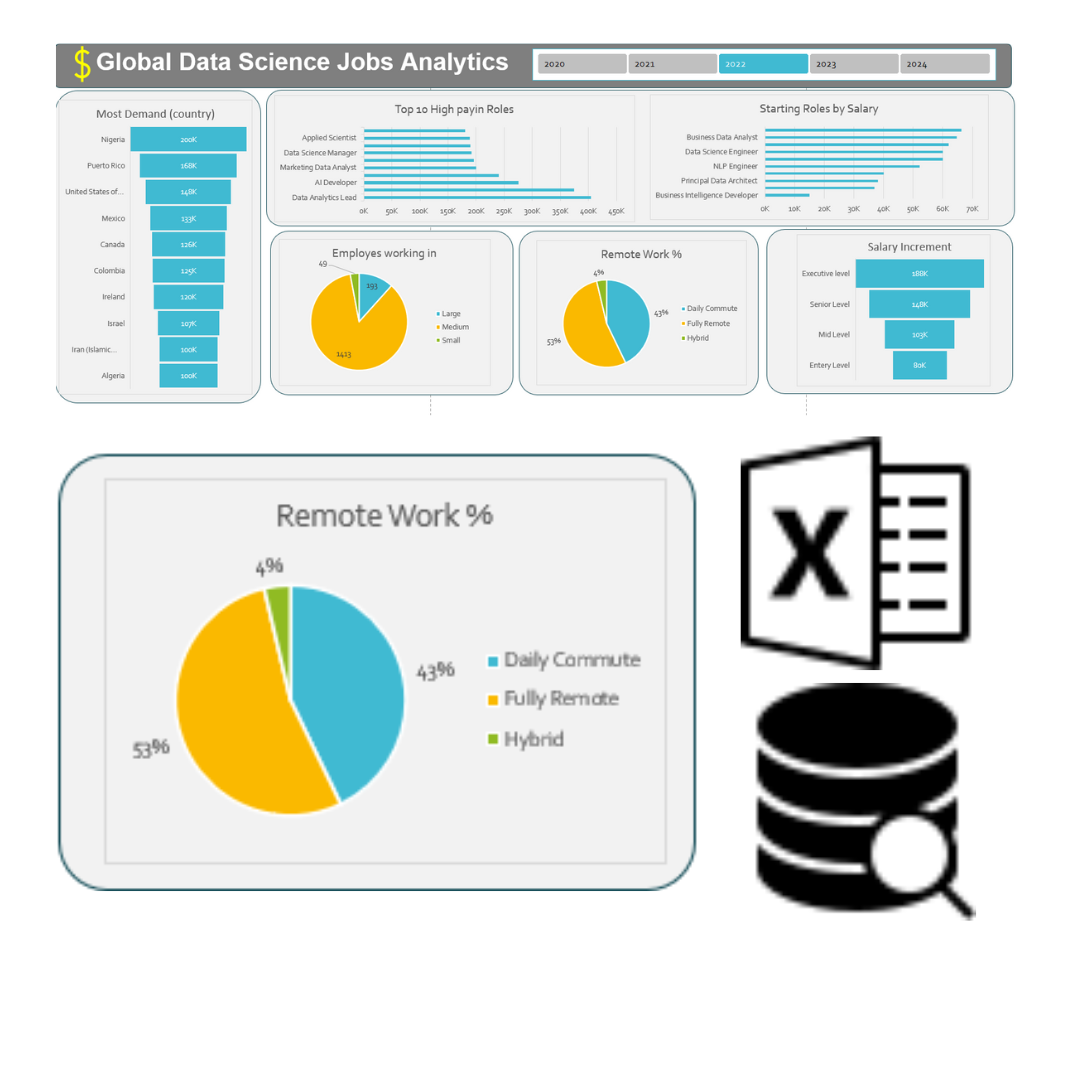 $ Global Data Science Jobs Analytics
2020 2021 2022 2023 2024
Most Demand (country)
Nigeria 200K
Puerto Rico 168K
United States of... 148K
Mexico 133K
Canada 126K
Colombia 125K
Ireland 120K
Israel 107K
Iran (Islamic... 100K
Algeria 100K
Top 10 High payin Roles
Applied Scientist
Data Science Manager
Marketing Data Analyst
AI Developer
Data Analytics Lead
0K 50K 100K 150K 200K 250K 300K 350K 400K 450K
Starting Roles by Salary
Business Data Analyst
Data Science Engineer
NLP Engineer
Principal Data Architect
Business Intelligence Developer
0K 10K 20K 30K 40K 50K 60K 70K
Employes working in
49
193
1413
Large
Medium
Small
Remote Work %
4%
43%
53%
Daily Commute
Fully Remote
Hybrid
Salary Increment
Executive level 188K
Senior Level 148K
Mid Level 103K
Entery Level 80K
Remote Work %
4%
43%
53%
Daily Commute
Fully Remote
Hybrid
X